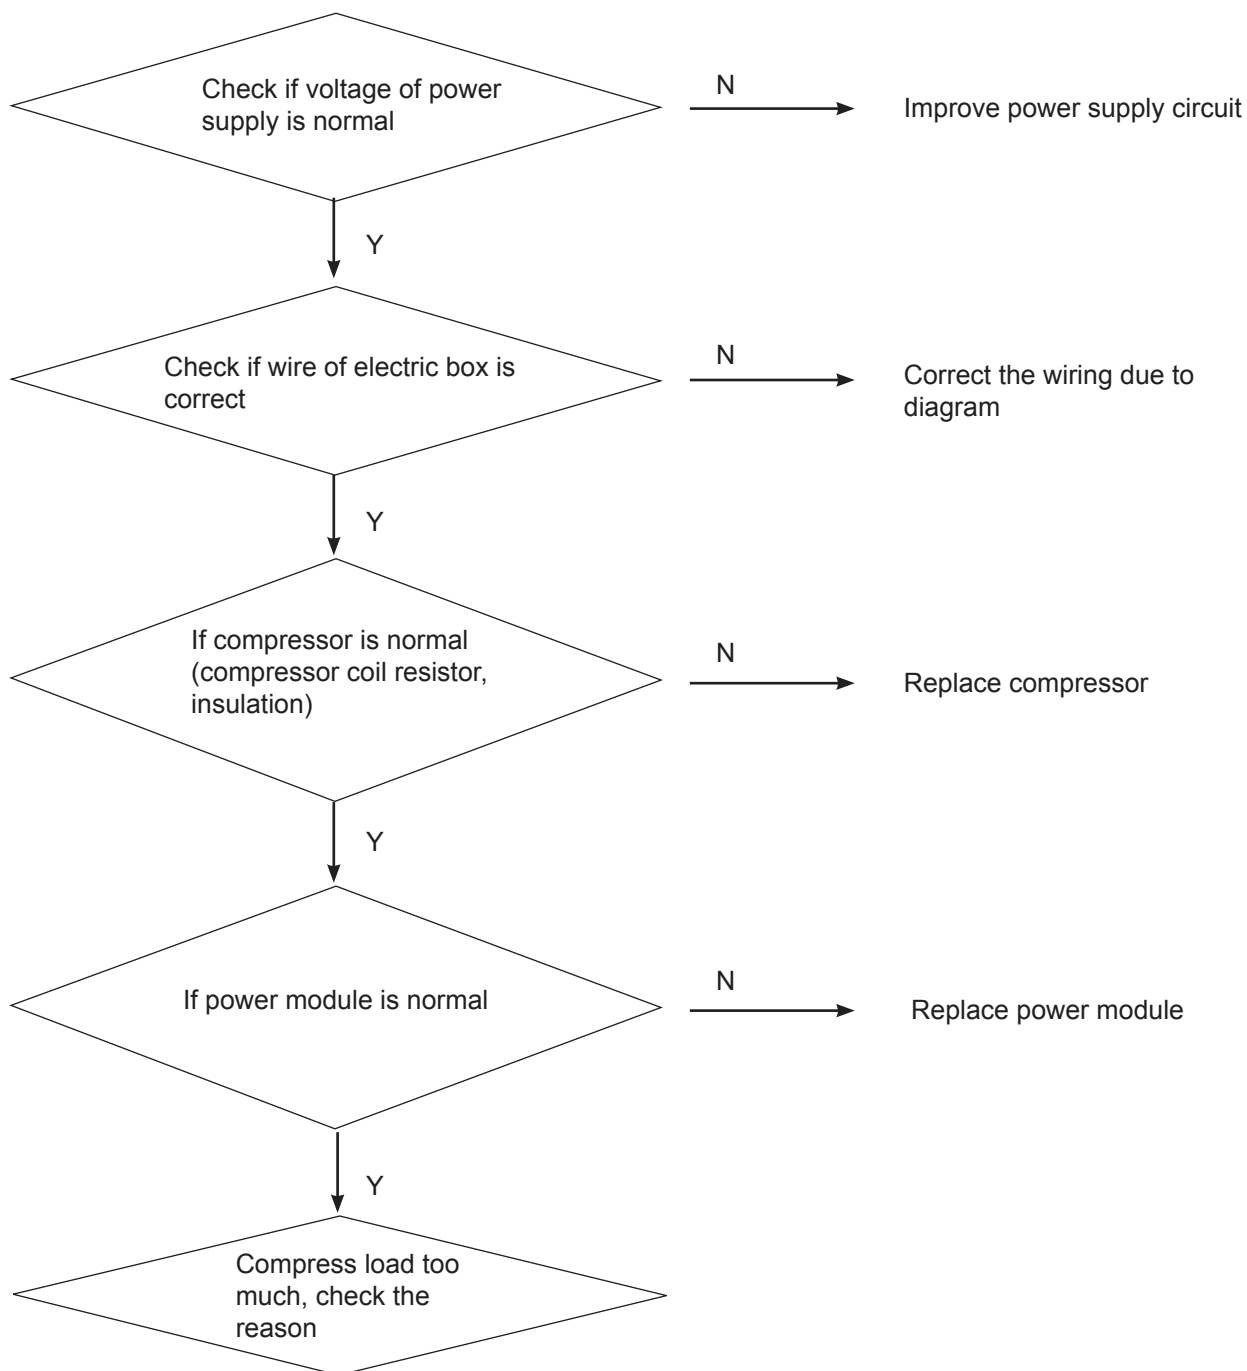 Check if voltage of power
supply is normal
N
Improve power supply circuit
Y
Check if wire of electric box is
correct
N
Correct the wiring due to
diagram
Y
If compressor is normal
(compressor coil resistor,
insulation)
N
Replace compressor
Y
If power module is normal
N
Replace power module
Y
Compress load too
much, check the
reason